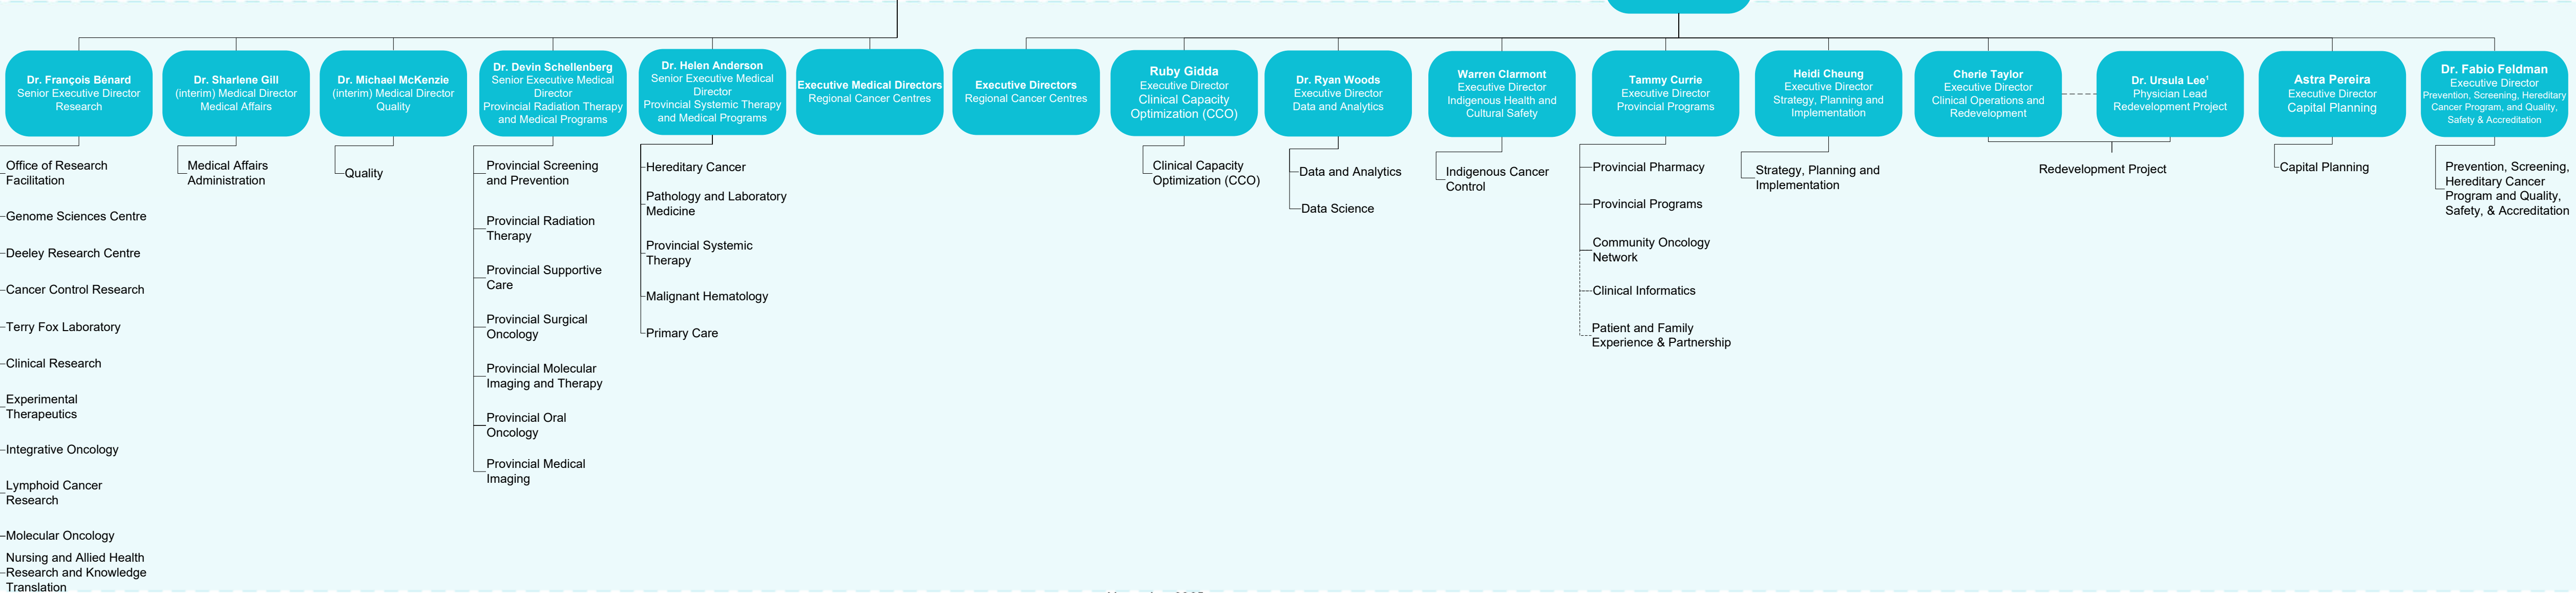 Dr. François Bénard
Senior Executive Director
Research
Office of Research
Facilitation
Genome Sciences Centre
Deeley Research Centre
Cancer Control Research
Terry Fox Laboratory
Clinical Research
Experimental
Therapeutics
Integrative Oncology
Lymphoid Cancer
Research
Molecular Oncology
Nursing and Allied Health
Research and Knowledge
Translation
Dr. Sharlene Gill
(interim) Medical Director
Medical Affairs
Medical Affairs
Administration
Dr. Michael McKenzie
(interim) Medical Director
Quality
Quality
Dr. Devin Schellenberg
Senior Executive Medical
Director
Provincial Radiation Therapy
and Medical Programs
Provincial Screening
and Prevention
Provincial Radiation
Therapy
Provincial Supportive
Care
Provincial Surgical
Oncology
Provincial Molecular
Imaging and Therapy
Provincial Oral
Oncology
Provincial Medical
Imaging
Dr. Helen Anderson
Senior Executive Medical
Director
Provincial Systemic Therapy
and Medical Programs
Hereditary Cancer
Pathology and Laboratory
Medicine
Provincial Systemic
Therapy
Malignant Hematology
Primary Care
Executive Medical Directors
Regional Cancer Centres
Executive Directors
Regional Cancer Centres
Ruby Gidda
Executive Director
Clinical Capacity
Optimization (CCO)
Clinical Capacity
Optimization (CCO)
Dr. Ryan Woods
Executive Director
Data and Analytics
Data and Analytics
Data Science
Warren Clarmont
Executive Director
Indigenous Health and
Cultural Safety
Indigenous Cancer
Control
Tammy Currie
Executive Director
Provincial Programs
Provincial Pharmacy
Provincial Programs
Community Oncology
Network
Clinical Informatics
Patient and Family
Experience & Partnership
Heidi Cheung
Executive Director
Strategy, Planning and
Implementation
Strategy, Planning and
Implementation
Cherie Taylor
Executive Director
Clinical Operations and
Redevelopment
Dr. Ursula Lee¹
Physician Lead
Redevelopment Project
Redevelopment Project
Astra Pereira
Executive Director
Capital Planning
Capital Planning
Dr. Fabio Feldman
Executive Director
Prevention, Screening, Hereditary
Cancer Program, and Quality,
Safety & Accreditation
Prevention, Screening,
Hereditary Cancer
Program and Quality,
Safety, & Accreditation